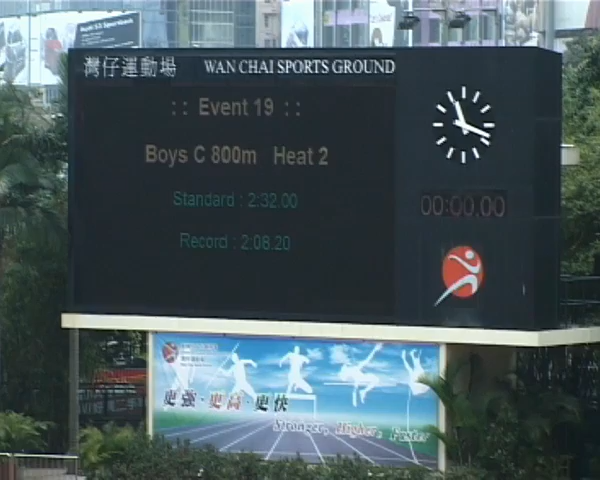 灣仔運動場 WAN CHAI SPORTS GROUND
:: Event 19 ::
Boys C 800m Heat 2
Standard : 2:32.00
Record : 2:08.20
00:00.00
更強·更高·更快
Stronger, Higher, Faster